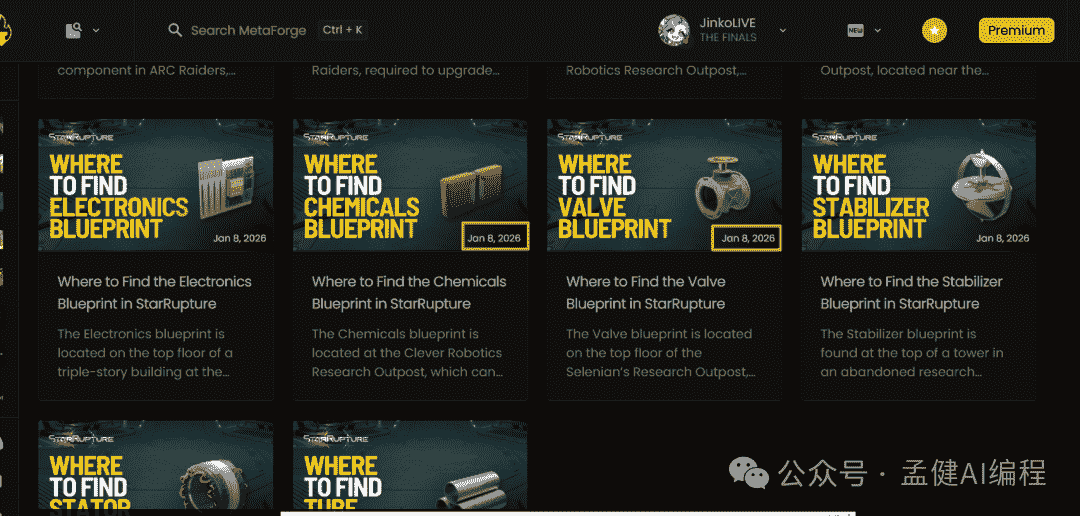 Search MetaForge
Ctrl + K
JinkoLIVE
THE FINALS
NEW
Premium
component in ARC Raiders,...
Raiders, required to upgrade...
Robotics Research Outpost,...
Outpost, located near the...
STARRUPTURE
WHERE
TO FIND
ELECTRONICS
BLUEPRINT
Jan 8, 2026
STARRUPTURE
WHERE
TO FIND
CHEMICALS
BLUEPRINT
Jan 8, 2026
STARRUPTURE
WHERE
TO FIND
VALVE
BLUEPRINT
Jan 8, 2026
STARRUPTURE
WHERE
TO FIND
STABILIZER
BLUEPRINT
Jan 8, 2026
Where to Find the Electronics
Blueprint in StarRupture
The Electronics blueprint is
located on the top floor of a
triple-story building at the...
Where to Find the Chemicals
Blueprint in StarRupture
The Chemicals blueprint is
located at the Clever Robotics
Research Outpost, which can...
Where to Find the Valve
Blueprint in StarRupture
The Valve blueprint is located
on the top floor of the
Selenian's Research Outpost,...
Where to Find the Stabilizer
Blueprint in StarRupture
The Stabilizer blueprint is
found at the top of a tower in
an abandoned research...
STARRUPTURE
WHERE
TO FIND
STATOR
STARRUPTURE
WHERE
TO FIND
TUBE
公众号 · 孟健AI编程